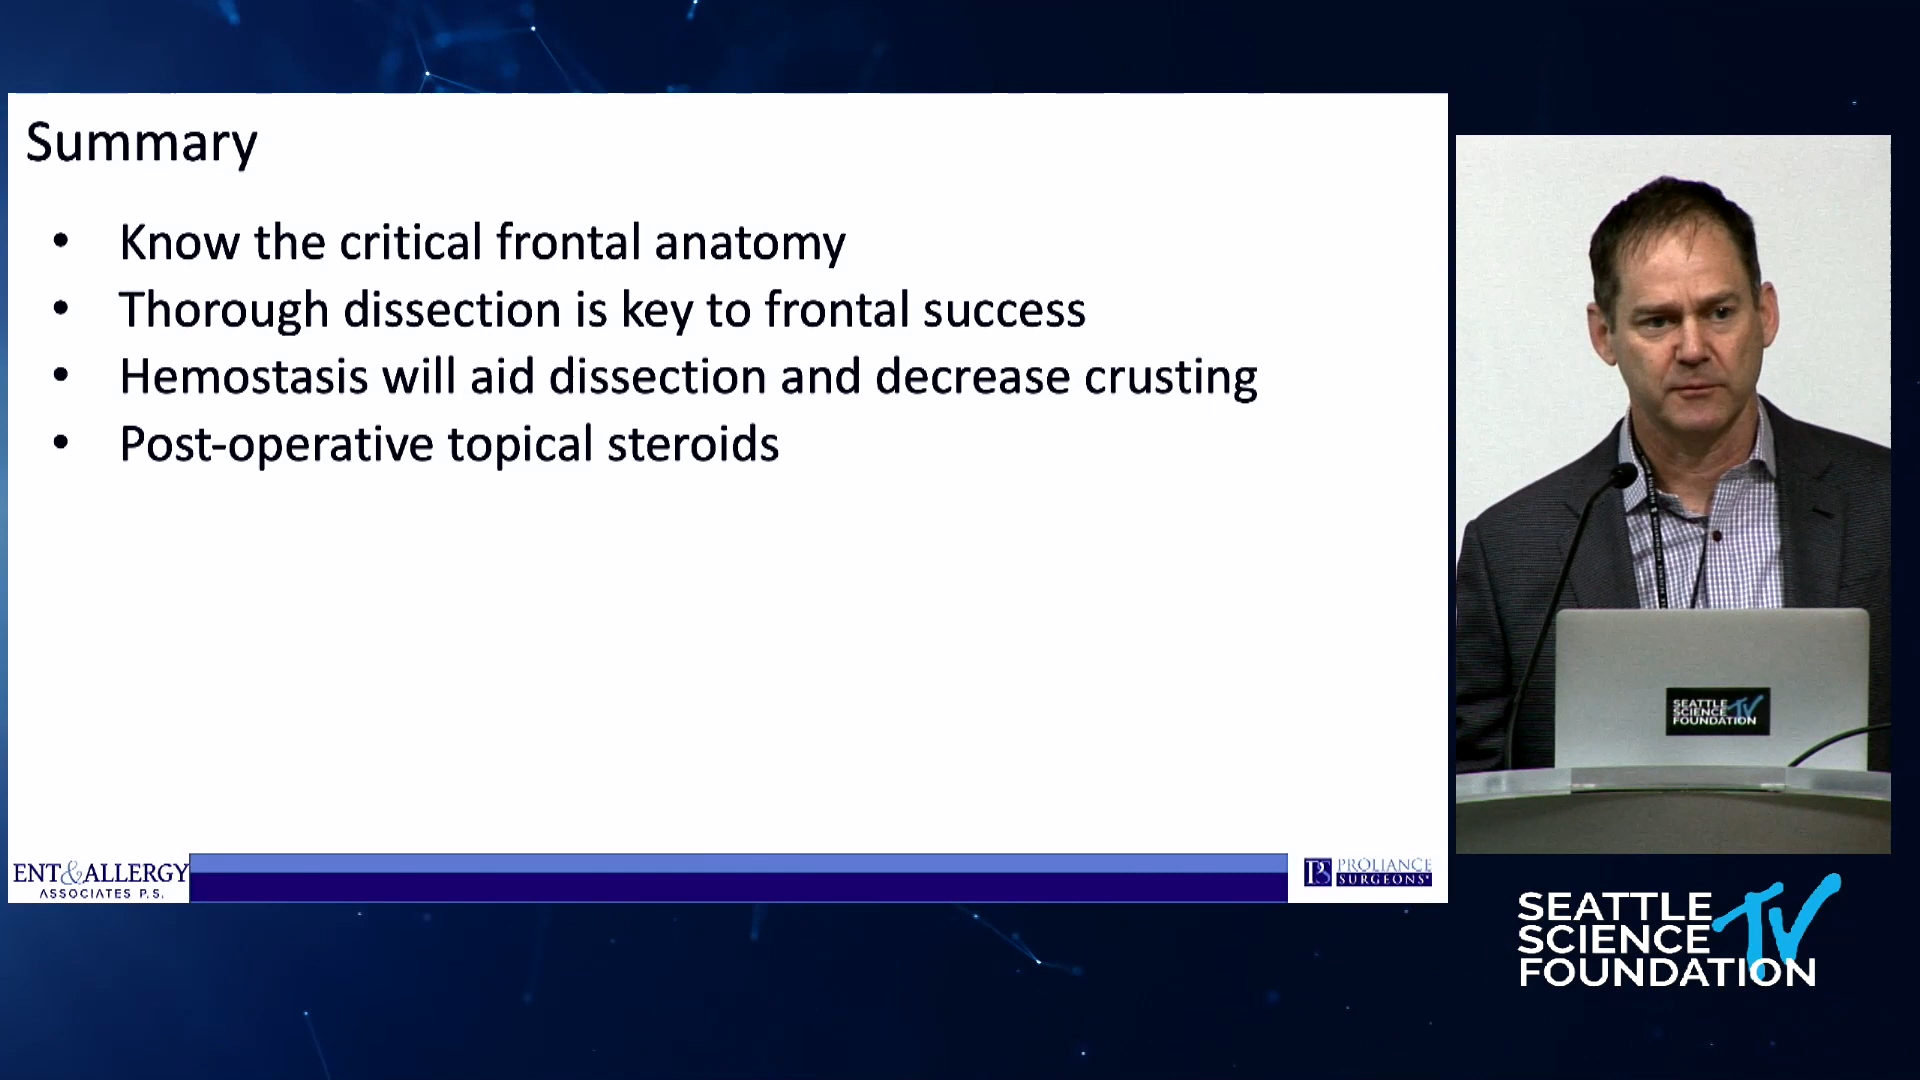 Summary
• Know the critical frontal anatomy
• Thorough dissection is key to frontal success
• Hemostasis will aid dissection and decrease crusting
• Post-operative topical steroids
ENT&ALLERGY
ASSOCIATES P.S.
PS PROLIANCE
SURGEONS
SEATTLE
SCIENCE TV
FOUNDATION
SEATTLE
SCIENCE TV
FOUNDATION